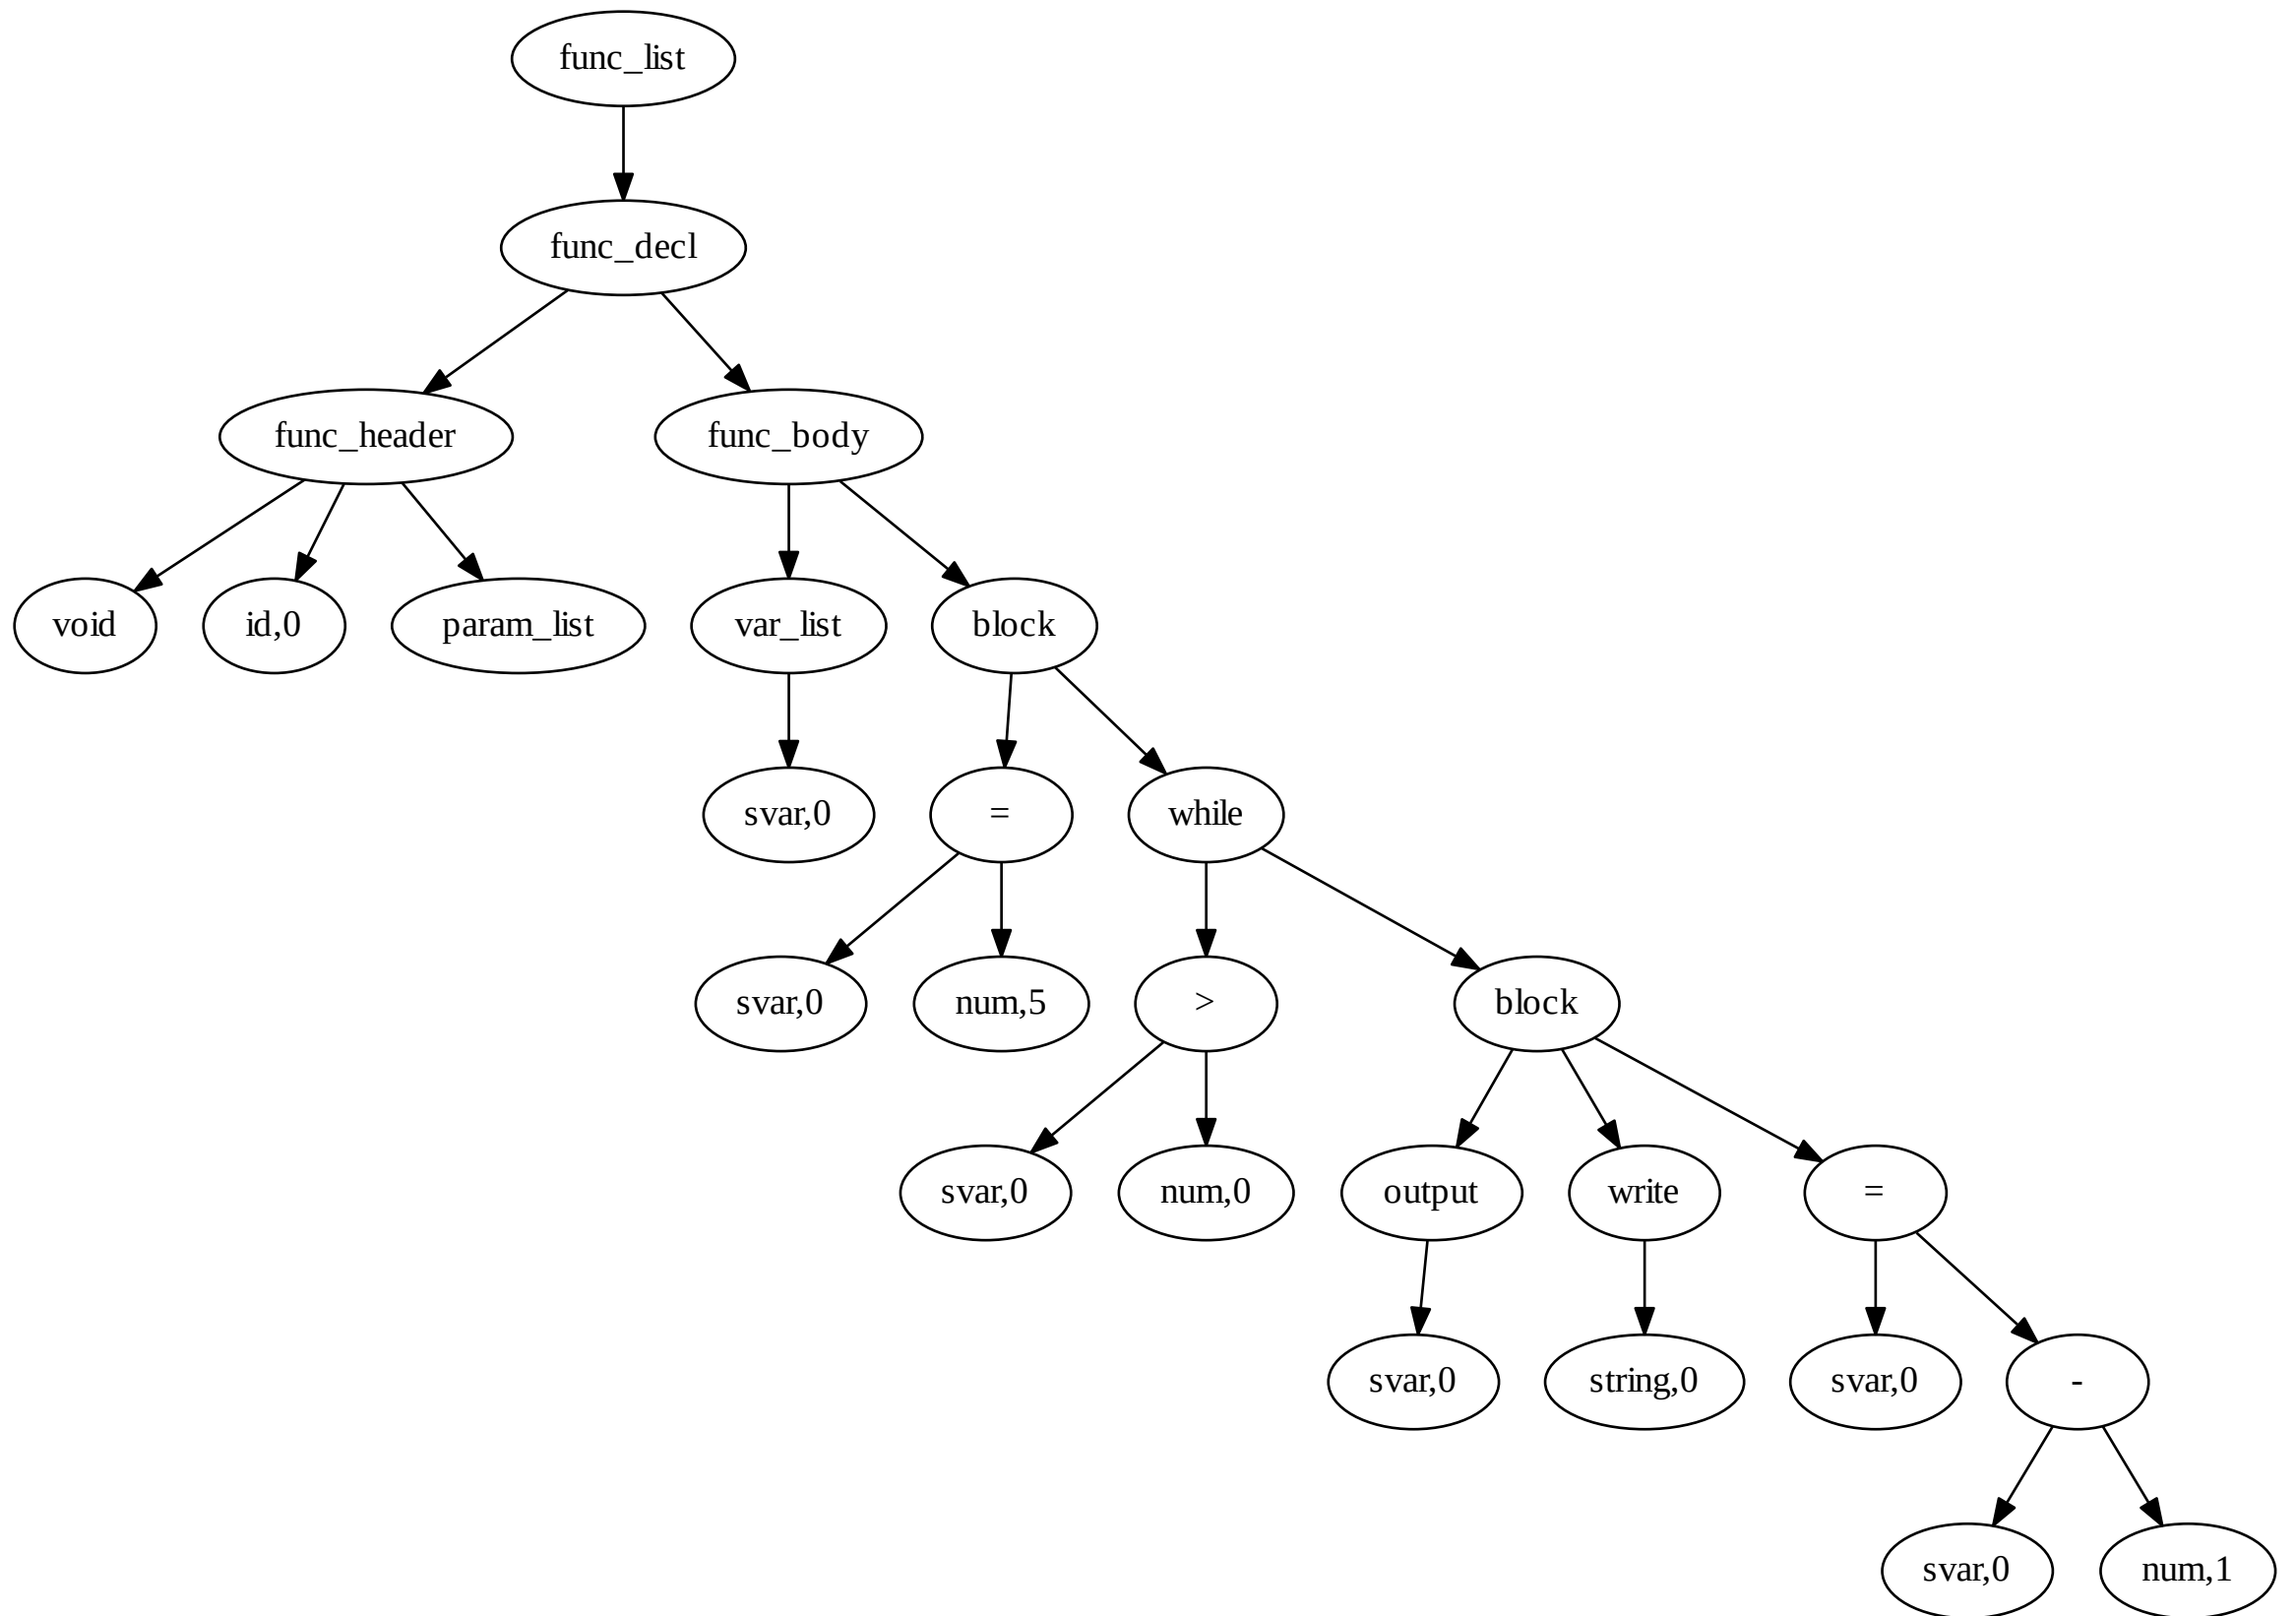 func_list
func_decl
func_header
func_body
void
id,0
param_list
var_list
block
svar,0
=
while
svar,0
num,5
>
block
svar,0
num,0
output
write
=
svar,0
string,0
svar,0
-
svar,0
num,1